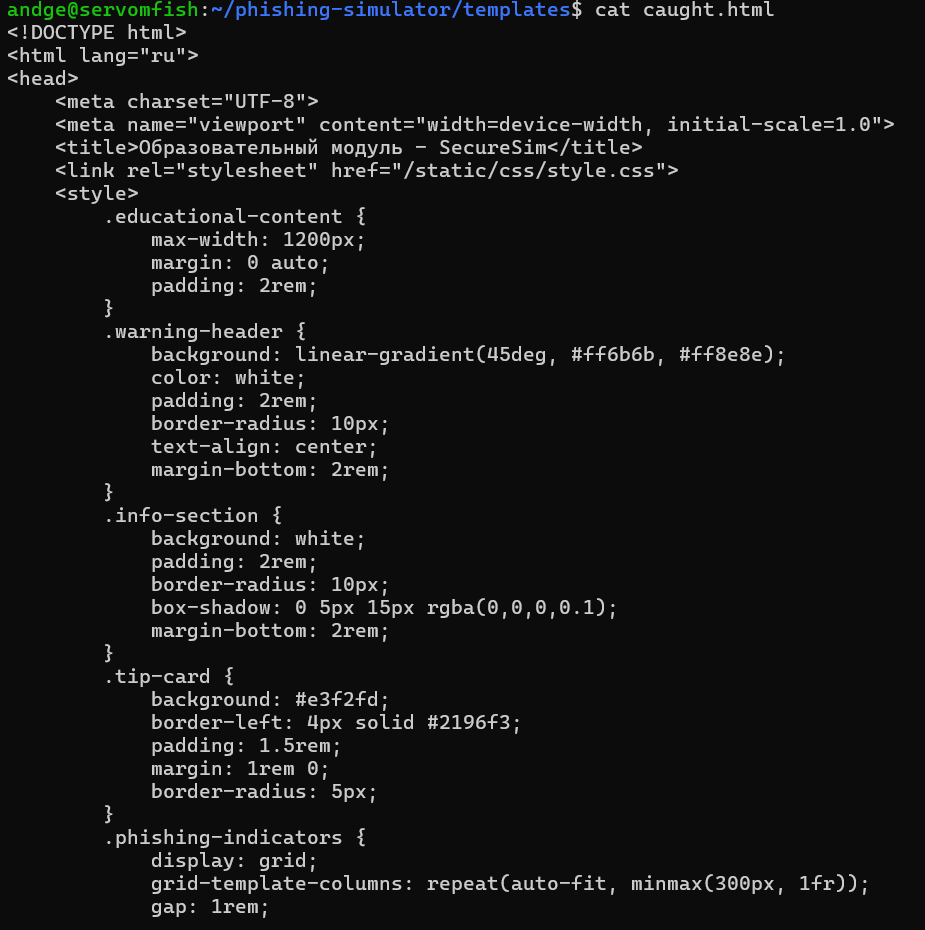 andge@servomfish:~/phishing-simulator/templates$ cat caught.html
<!DOCTYPE html>
<html lang="ru">
<head>
    <meta charset="UTF-8">
    <meta name="viewport" content="width=device-width, initial-scale=1.0">
    <title>Образовательный модуль - SecureSim</title>
    <link rel="stylesheet" href="/static/css/style.css">
    <style>
        .educational-content {
            max-width: 1200px;
            margin: 0 auto;
            padding: 2rem;
        }
        .warning-header {
            background: linear-gradient(45deg, #ff6b6b, #ff8e8e);
            color: white;
            padding: 2rem;
            border-radius: 10px;
            text-align: center;
            margin-bottom: 2rem;
        }
        .info-section {
            background: white;
            padding: 2rem;
            border-radius: 10px;
            box-shadow: 0 5px 15px rgba(0,0,0,0.1);
            margin-bottom: 2rem;
        }
        .tip-card {
            background: #e3f2fd;
            border-left: 4px solid #2196f3;
            padding: 1.5rem;
            margin: 1rem 0;
            border-radius: 5px;
        }
        .phishing-indicators {
            display: grid;
            grid-template-columns: repeat(auto-fit, minmax(300px, 1fr));
            gap: 1rem;